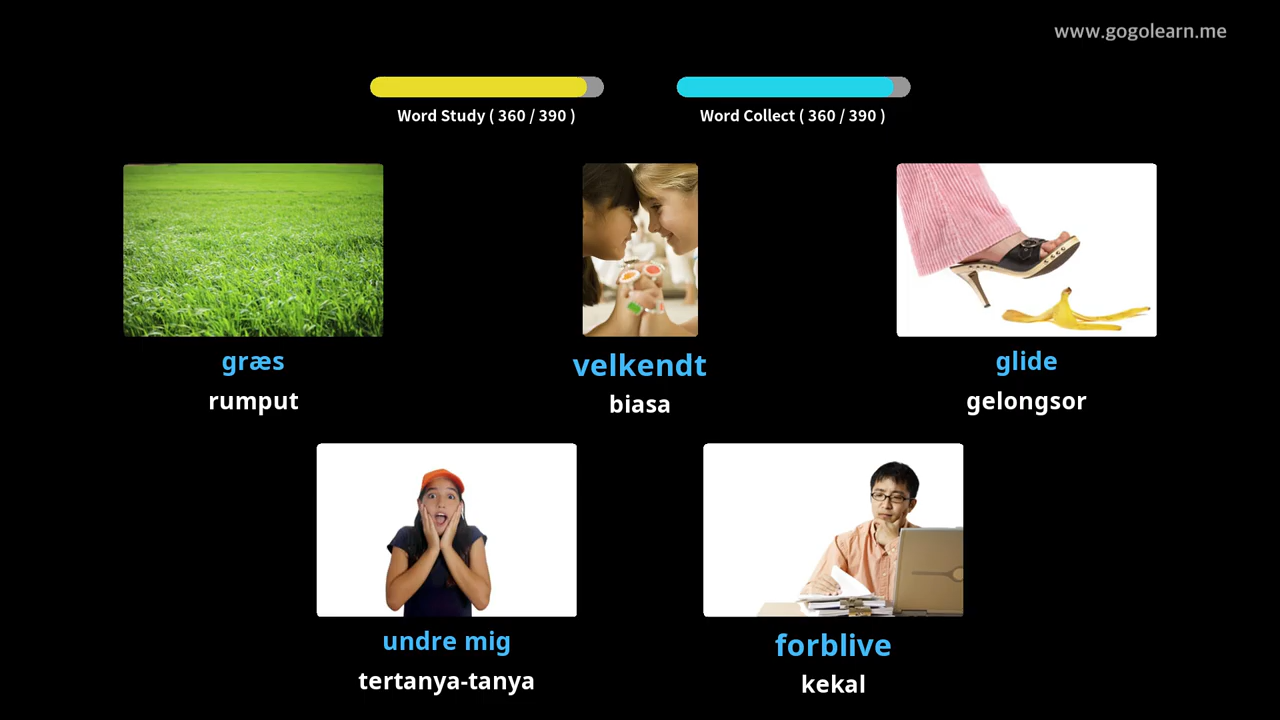 www.gogolearn.me
Word Study ( 360 / 390 )
Word Collect ( 360 / 390 )
græs
velkendt
glide
rumput
biasa
gelongsor
undre mig
forblive
tertanya-tanya
kekal